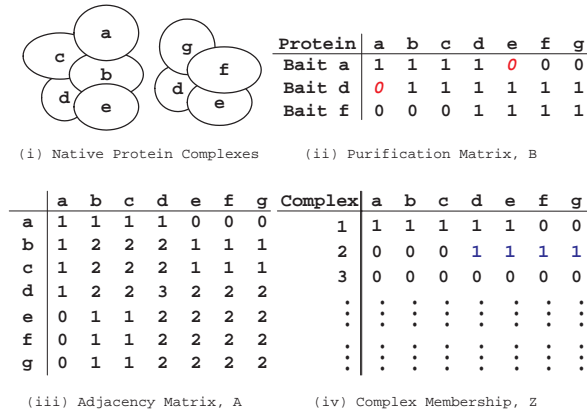 a
c
b
d
e
g
f
d
e
(i) Native Protein Complexes
Protein a b c d e f g
Bait a 1 1 1 1 0 0 0
Bait d 0 1 1 1 1 1 1
Bait f 0 0 0 1 1 1 1
(ii) Purification Matrix, B
a b c d e f g
a 1 1 1 1 0 0 0
b 1 2 2 2 1 1 1
c 1 2 2 2 1 1 1
d 1 2 2 3 2 2 2
e 0 1 1 2 2 2 2
f 0 1 1 2 2 2 2
g 0 1 1 2 2 2 2
(iii) Adjacency Matrix, A
Complex a b c d e f g
1 1 1 1 1 1 0 0
2 0 0 0 1 1 1 1
3 0 0 0 0 0 0 0
(iv) Complex Membership, Z